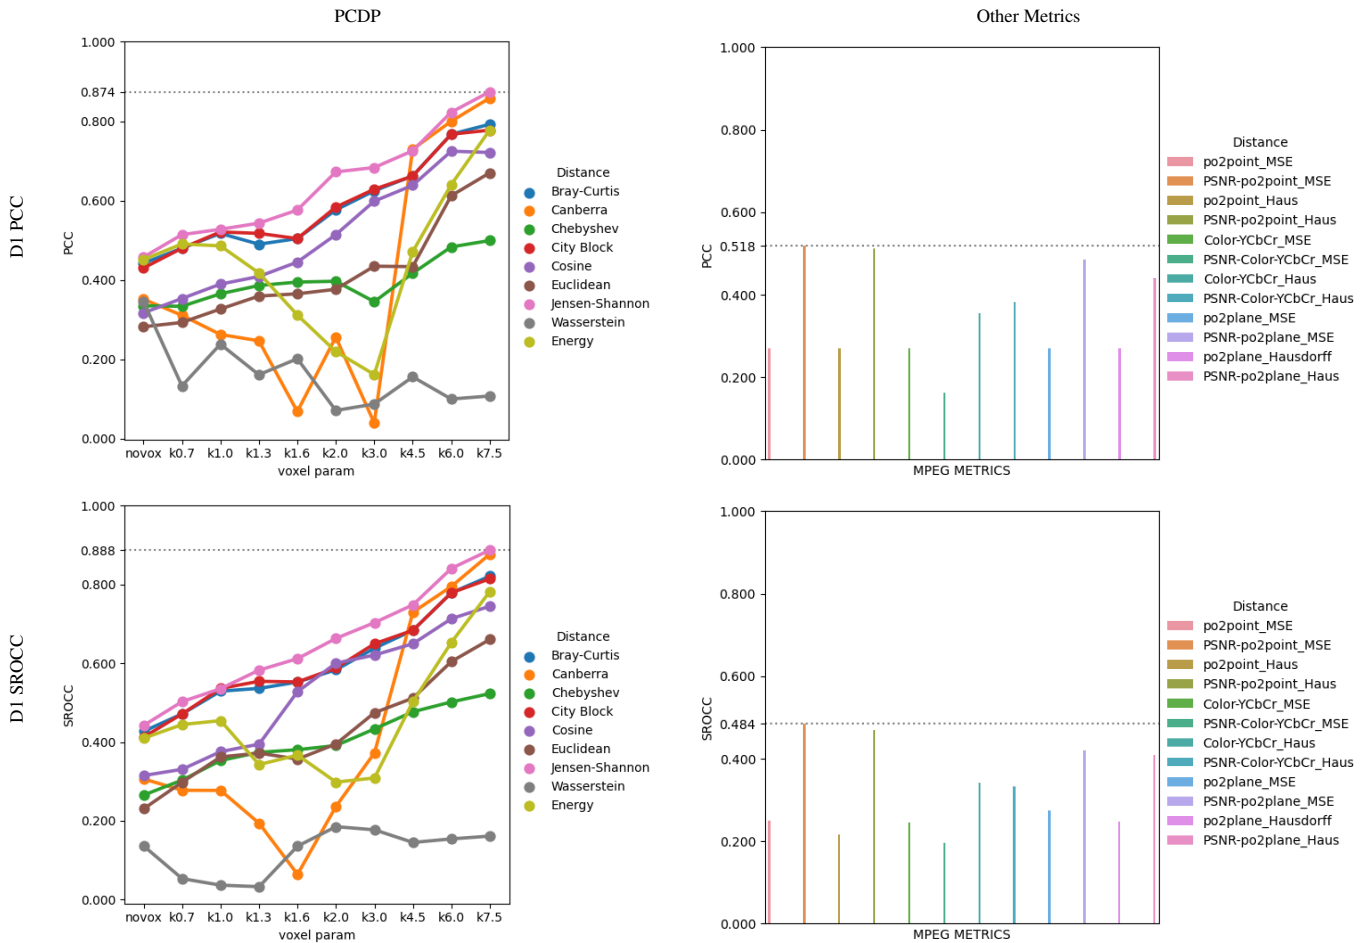 PCDP
Other Metrics
D1 PCC
1.000
0.874
0.800
0.600
0.400
0.200
0.000
PCC
novox k0.7 k1.0 k1.3 k1.6 k2.0 k3.0 k4.5 k6.0 k7.5
voxel param
Distance
Bray-Curtis
Canberra
Chebyshev
City Block
Cosine
Euclidean
Jensen-Shannon
Wasserstein
Energy
1.000
0.800
0.600
0.518
0.400
0.200
0.000
PCC
MPEG METRICS
Distance
po2point_MSE
PSNR-po2point_MSE
po2point_Haus
PSNR-po2point_Haus
Color-YCbCr_MSE
PSNR-Color-YCbCr_MSE
Color-YCbCr_Haus
PSNR-Color-YCbCr_Haus
po2plane_MSE
PSNR-po2plane_MSE
po2plane_Hausdorff
PSNR-po2plane_Haus
D1 SROCC
1.000
0.888
0.800
0.600
0.400
0.200
0.000
SROCC
novox k0.7 k1.0 k1.3 k1.6 k2.0 k3.0 k4.5 k6.0 k7.5
voxel param
Distance
Bray-Curtis
Canberra
Chebyshev
City Block
Cosine
Euclidean
Jensen-Shannon
Wasserstein
Energy
1.000
0.800
0.600
0.484
0.400
0.200
0.000
SROCC
MPEG METRICS
Distance
po2point_MSE
PSNR-po2point_MSE
po2point_Haus
PSNR-po2point_Haus
Color-YCbCr_MSE
PSNR-Color-YCbCr_MSE
Color-YCbCr_Haus
PSNR-Color-YCbCr_Haus
po2plane_MSE
PSNR-po2plane_MSE
po2plane_Hausdorff
PSNR-po2plane_Haus